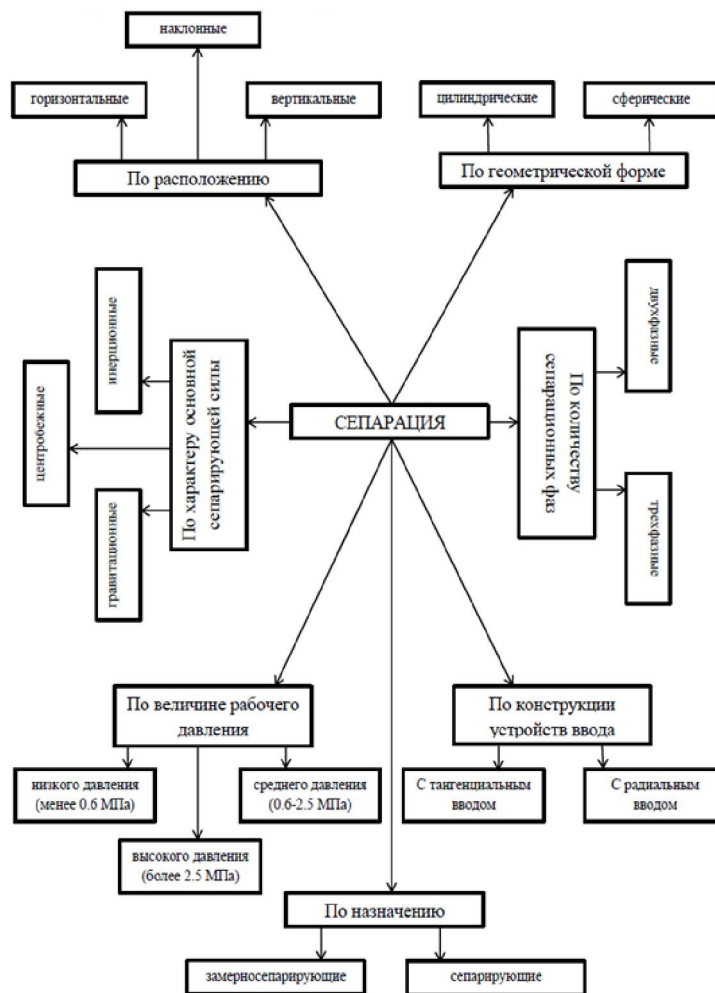 наклонные
горизонтальные
вертикальные
цилиндрические
сферические
По расположению
По геометрической форме
инерционные
центробежные
гравитационные
По характеру основной
сепарирующей силы
СЕПАРАЦИЯ
По количеству
сепарационных фаз
двухфазные
трехфазные
По величине рабочего
давления
По конструкции
устройств ввода
низкого давления
(менее 0.6 МПа)
среднего давления
(0.6-2.5 МПа)
С тангенциальным
вводом
С радиальным
вводом
высокого давления
(более 2.5 МПа)
По назначению
замерносепарирующие
сепарирующие